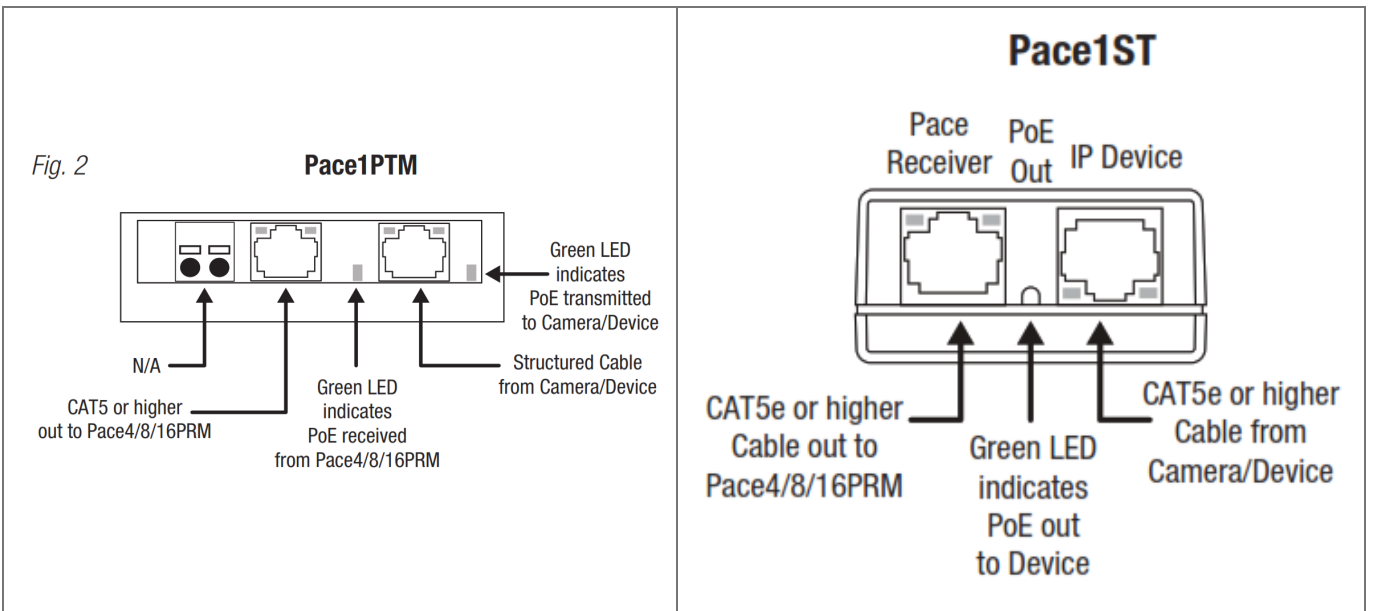 Fig. 2
Pace1PTM
Green LED
indicates
PoE transmitted
to Camera/Device
N/A
Structured Cable
from Camera/Device
CAT5 or higher
out to Pace4/8/16PRM
Green LED
indicates
PoE received
from Pace4/8/16PRM
Pace1ST
Pace
Receiver
PoE
Out
IP Device
CAT5e or higher
Cable out to
Pace4/8/16PRM
Green LED
indicates
PoE out
to Device
CAT5e or higher
Cable from
Camera/Device